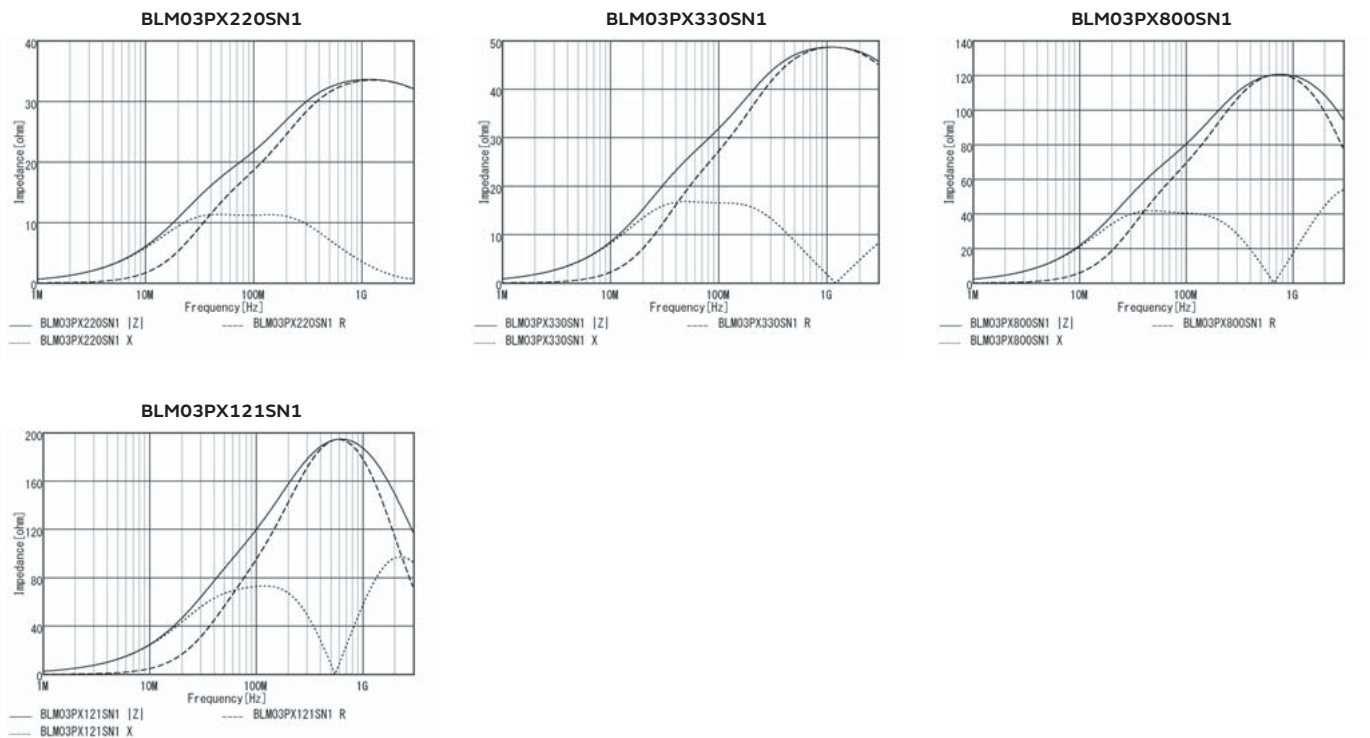 BLM03PX220SN1
40
30
20
10
0
Impedance[ohm]
1M 10M 100M 1G
Frequency[Hz]
BLM03PX220SN1 |Z| BLM03PX220SN1 R
BLM03PX220SN1 X
BLM03PX330SN1
50
40
30
20
10
0
Impedance[ohm]
1M 10M 100M 1G
Frequency[Hz]
BLM03PX330SN1 |Z| BLM03PX330SN1 R
BLM03PX330SN1 X
BLM03PX800SN1
140
120
100
80
60
40
20
0
Impedance[ohm]
1M 10M 100M 1G
Frequency[Hz]
BLM03PX800SN1 |Z| BLM03PX800SN1 R
BLM03PX800SN1 X
BLM03PX121SN1
200
160
120
80
40
0
Impedance[ohm]
1M 10M 100M 1G
Frequency[Hz]
BLM03PX121SN1 |Z| BLM03PX121SN1 R
BLM03PX121SN1 X